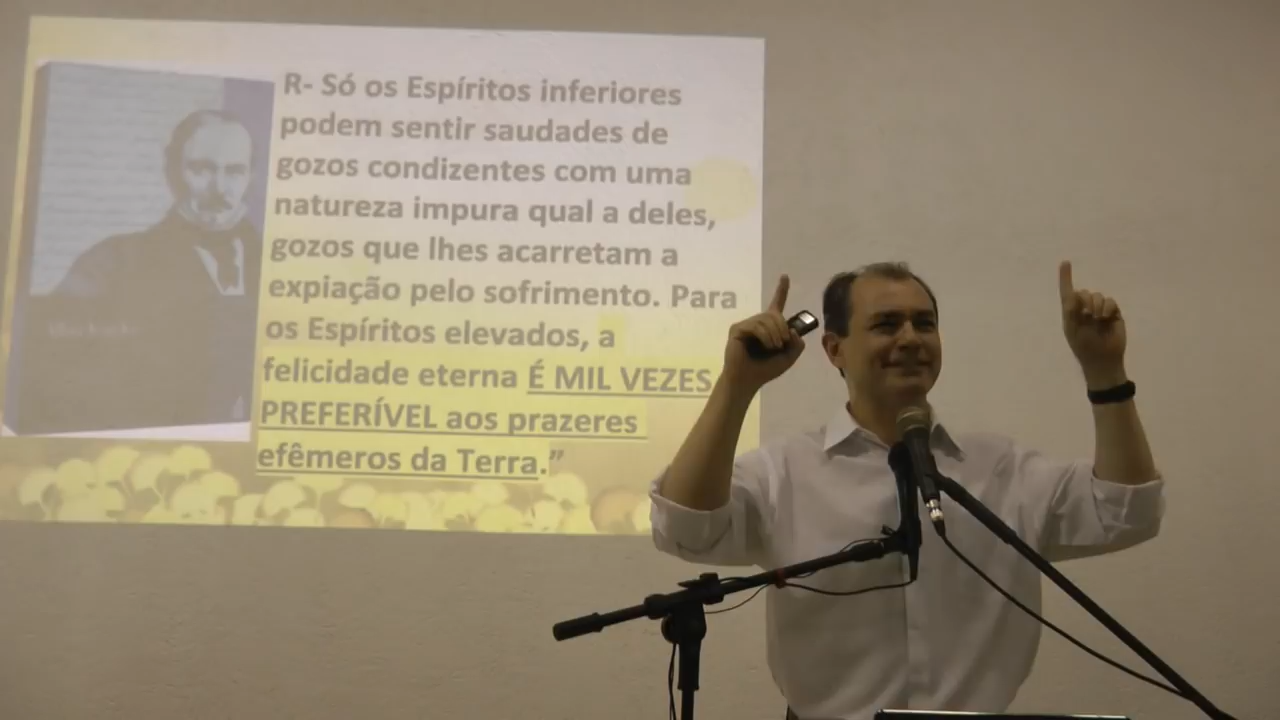 R- Só os Espíritos inferiores
podem sentir saudades de
gozos condizentes com uma
natureza impura qual a deles,
gozos que lhes acarretam a
expiação pelo sofrimento. Para
os Espíritos elevados, a
felicidade eterna É MIL VEZES
PREFERÍVEL aos prazeres
efêmeros da Terra.”